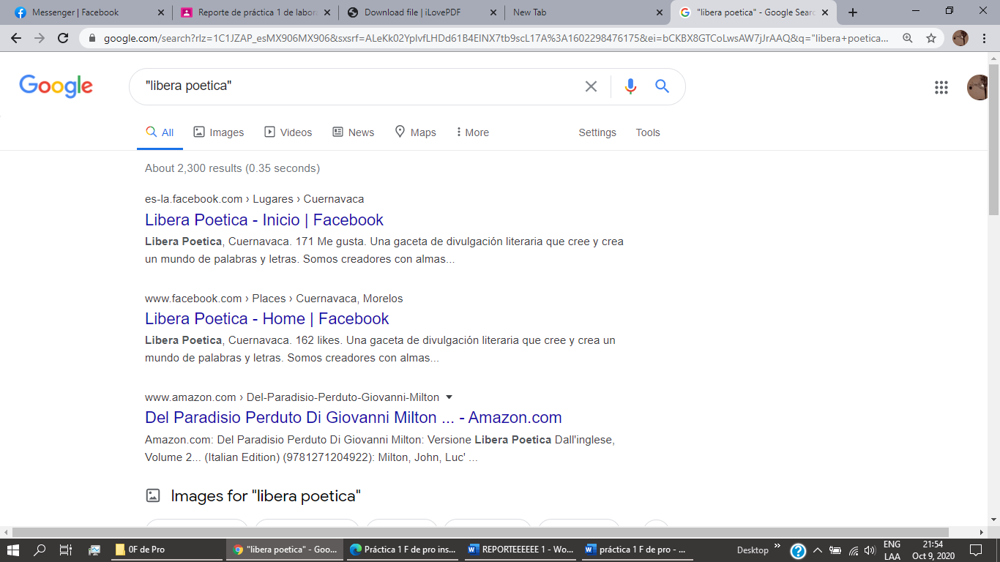 Messenger | Facebook
Reporte de práctica 1 de labora
Download file | iLovePDF
New Tab
"libera poetica" - Google Searc
google.com/search?rlz=1C1JZAP_esMX906MX906&sxsrf=ALeKk02YpIvfLHDd61B4EINX7tb9scL17A%3A1602298476175&ei=bCKBX8GTCoLwsAW7jJrAAQ&q="libera+poetica...
Google
"libera poetica"
All
Images
Videos
News
Maps
More
Settings
Tools
About 2,300 results (0.35 seconds)
es-la.facebook.com › Lugares › Cuernavaca
Libera Poetica - Inicio | Facebook
Libera Poetica, Cuernavaca. 171 Me gusta. Una gaceta de divulgación literaria que cree y crea
un mundo de palabras y letras. Somos creadores con almas...
www.facebook.com › Places › Cuernavaca, Morelos
Libera Poetica - Home | Facebook
Libera Poetica, Cuernavaca. 162 likes. Una gaceta de divulgación literaria que cree y crea un
mundo de palabras y letras. Somos creadores con almas...
www.amazon.com › Del-Paradisio-Perduto-Giovanni-Milton
Del Paradisio Perduto Di Giovanni Milton ... - Amazon.com
Amazon.com: Del Paradisio Perduto Di Giovanni Milton: Versione Libera Poetica Dall'inglese,
Volume 2... (Italian Edition) (9781271204922): Milton, John, Luc' ...
Images for "libera poetica"
0F de Pro
"libera poetica" - Goo...
Práctica 1 F de pro ins...
REPORTEEEEEE 1 - Wo...
práctica 1 F de pro - ...
Desktop
ENG
LAA
21:54
Oct 9, 2020